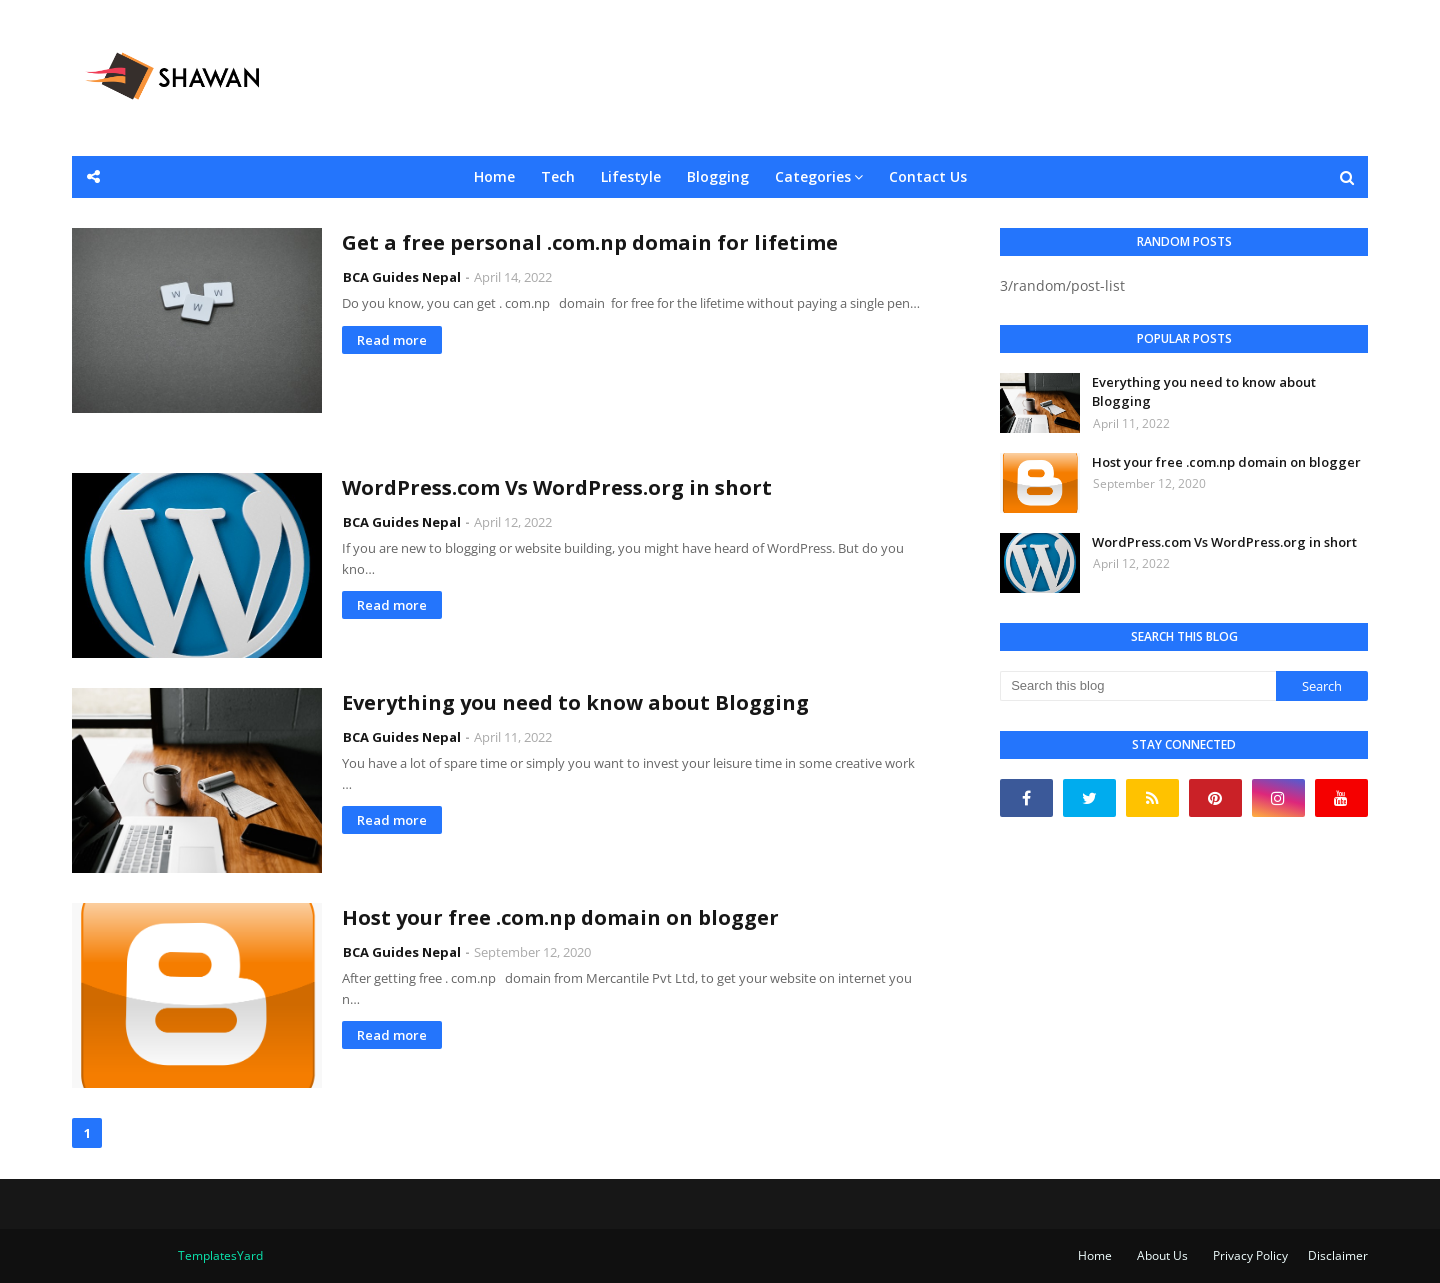 SHAWAN
Home Tech Lifestyle Blogging Categories Contact Us
Get a free personal .com.np domain for lifetime
BCA Guides Nepal - April 14, 2022
Do you know, you can get . com.np domain for free for the lifetime without paying a single pen…
Read more
W W W
WordPress.com Vs WordPress.org in short
BCA Guides Nepal - April 12, 2022
If you are new to blogging or website building, you might have heard of WordPress. But do you
kno…
Read more
Everything you need to know about Blogging
BCA Guides Nepal - April 11, 2022
You have a lot of spare time or simply you want to invest your leisure time in some creative work
…
Read more
Host your free .com.np domain on blogger
BCA Guides Nepal - September 12, 2020
After getting free . com.np domain from Mercantile Pvt Ltd, to get your website on internet you
n…
Read more
1
RANDOM POSTS
3/random/post-list
POPULAR POSTS
Everything you need to know about
Blogging
April 11, 2022
Host your free .com.np domain on blogger
September 12, 2020
WordPress.com Vs WordPress.org in short
April 12, 2022
SEARCH THIS BLOG
Search this blog Search
STAY CONNECTED
You Tube
TemplatesYard
Home About Us Privacy Policy Disclaimer